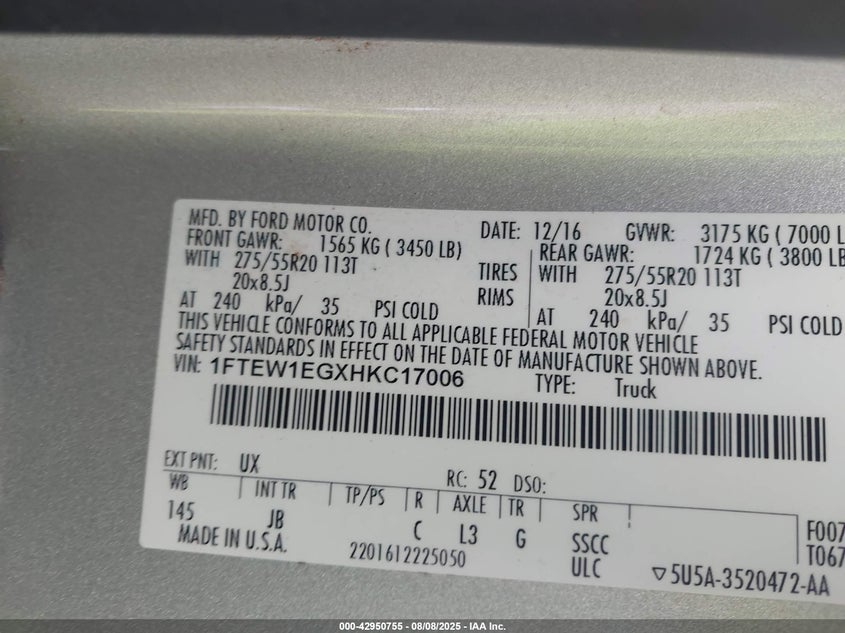 MFD. BY FORD MOTOR CO.
DATE: 12/16 GVWR: 3175 KG ( 7000 L
FRONT GAWR: 1565 KG ( 3450 LB)
REAR GAWR: 1724 KG ( 3800 LB
WITH 275/55R20 113T TIRES
WITH 275/55R20 113T
20x8.5J RIMS
20x8.5J
AT 240 kPa/ 35 PSI COLD
AT 240 kPa/ 35 PSI COLD
THIS VEHICLE CONFORMS TO ALL APPLICABLE FEDERAL MOTOR VEHICLE
SAFETY STANDARDS IN EFFECT ON THE DATE OF MANUFACTURE SHOWN ABOVE.
VIN: 1FTEW1EGXHKC17006 TYPE: Truck
EXT PNT: UX RC: 52 DSO:
WB INT TR TP/PS R AXLE TR SPR
145 JB C L3 G SSCC F007
MADE IN U.S.A. 2201612225050 ULC T067
▽5U5A-3520472-AA
000-42950755 - 08/08/2025 - IAA Inc.